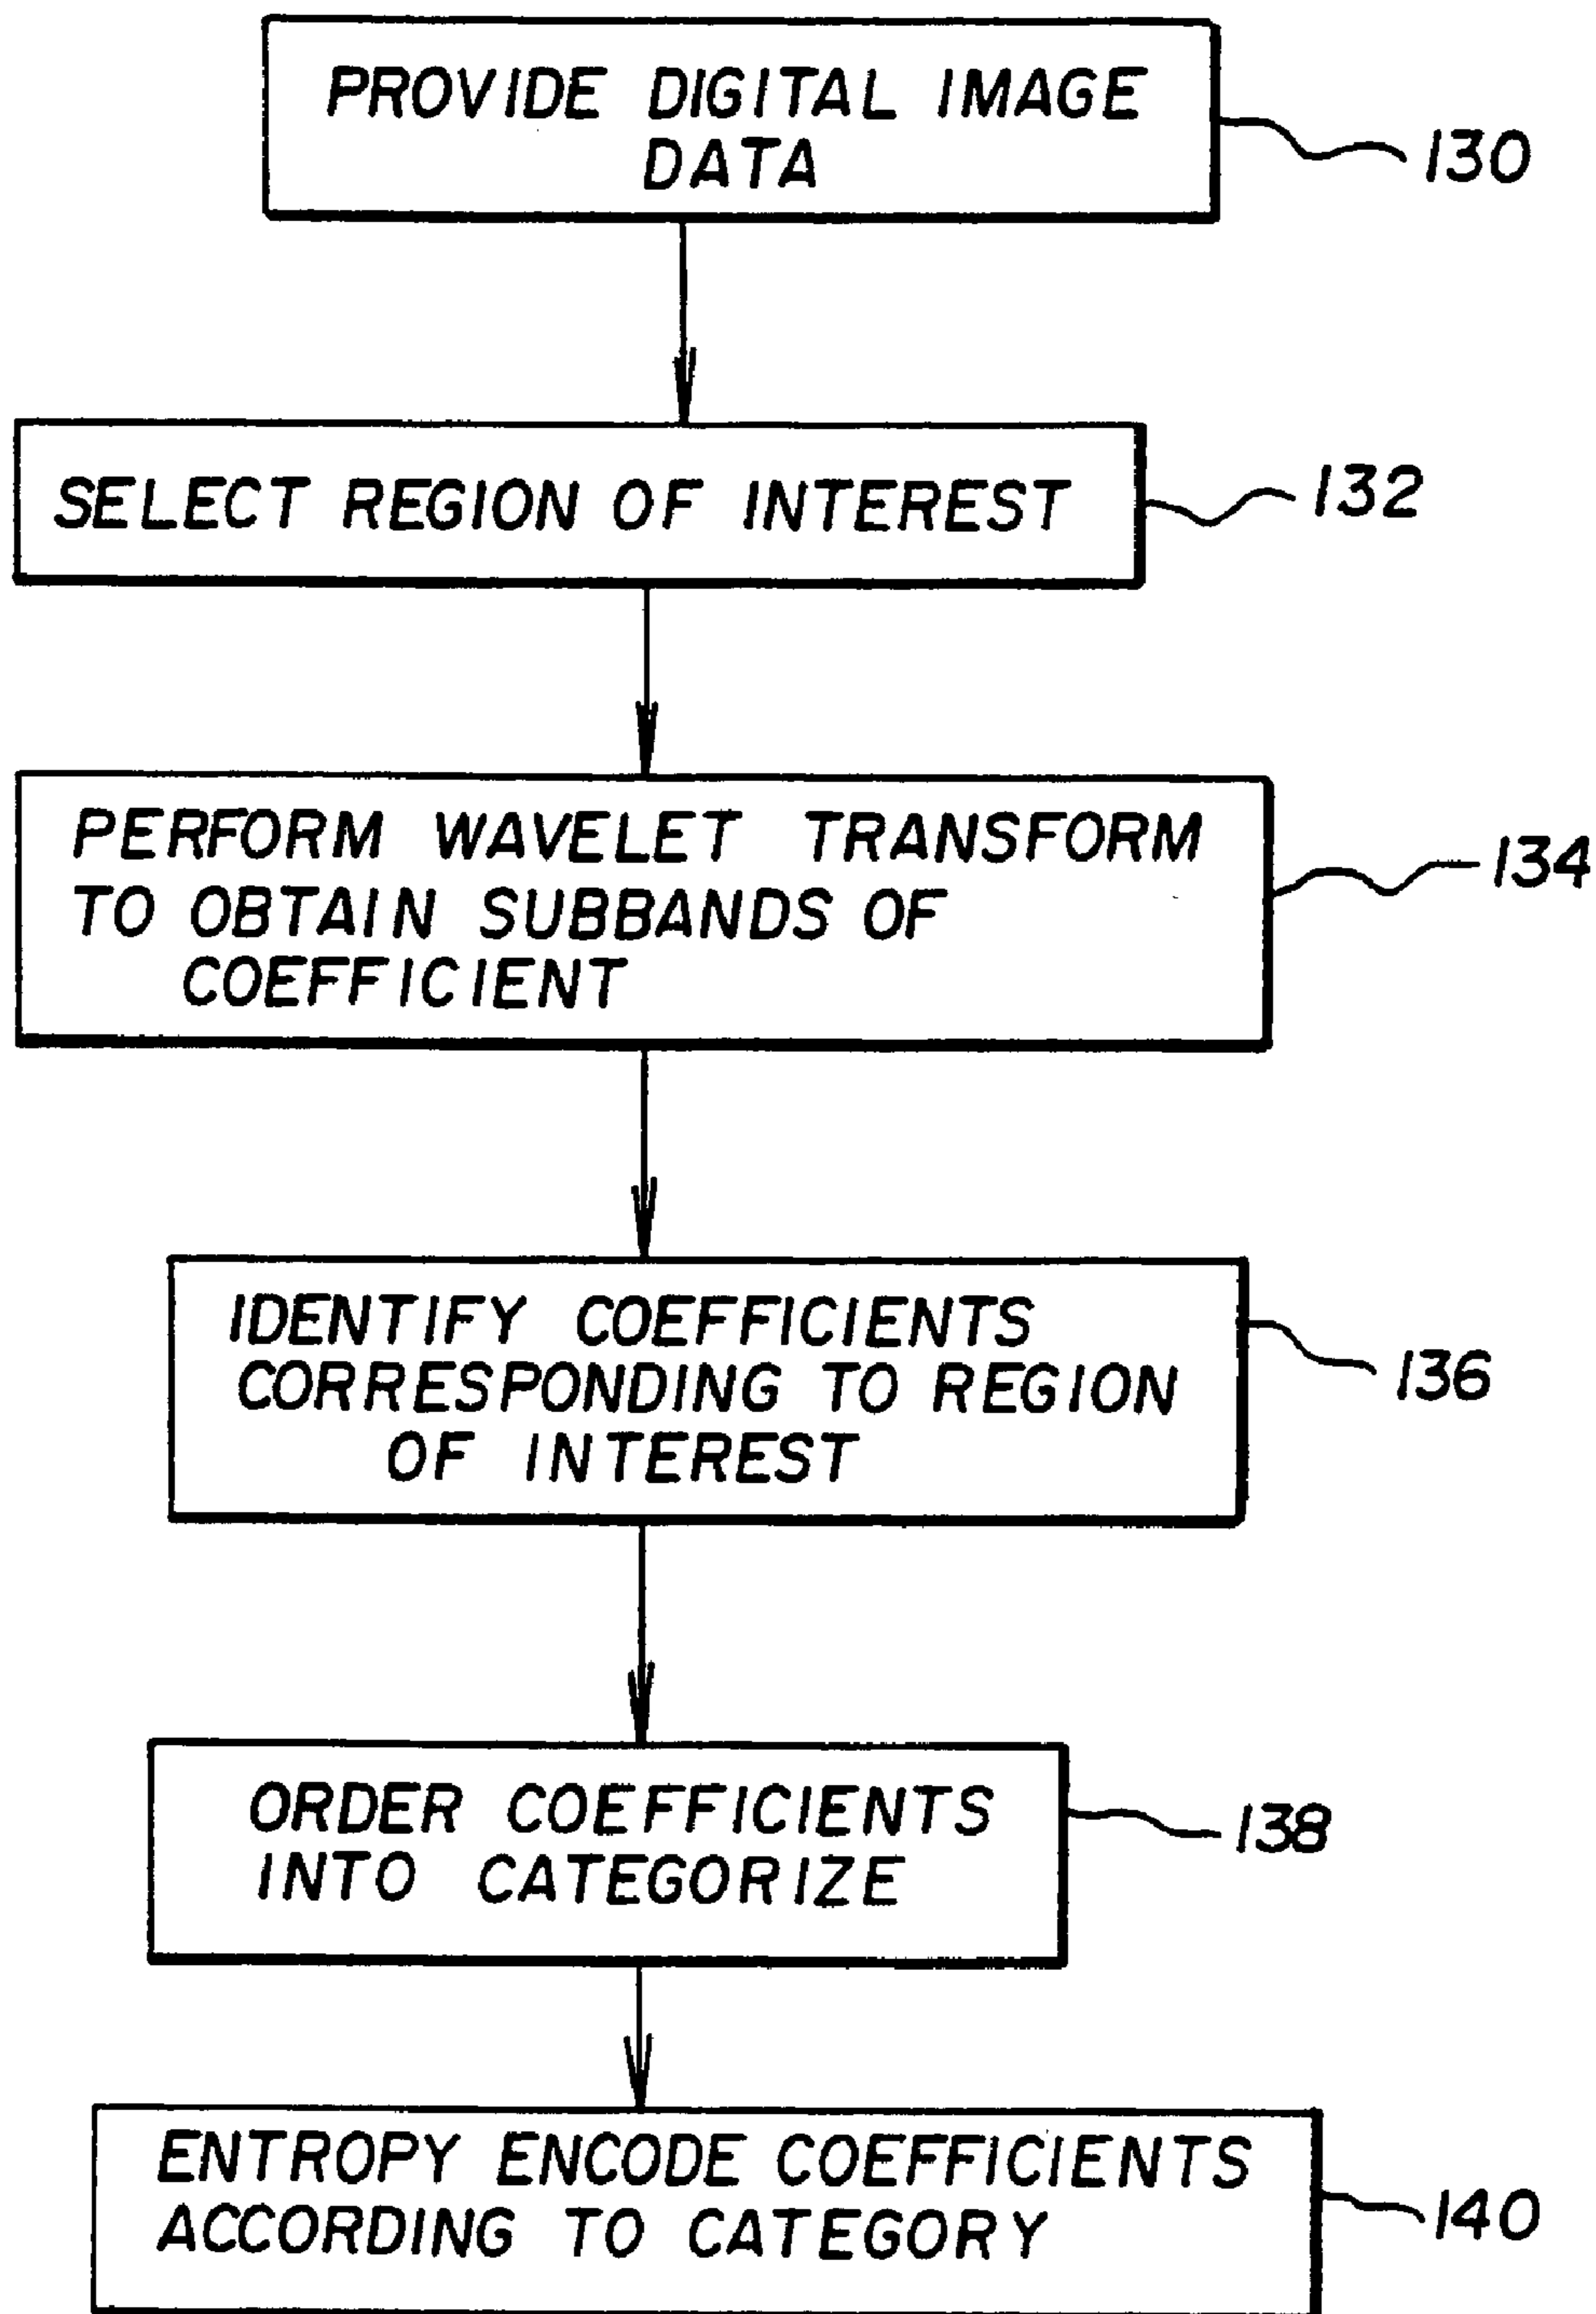 PROVIDE DIGITAL IMAGE
DATA
130
SELECT REGION OF INTEREST
132
PERFORM WAVELET TRANSFORM
TO OBTAIN SUBBANDS OF
COEFFICIENT
134
IDENTIFY COEFFICIENTS
CORRESPONDING TO REGION
OF INTEREST
136
ORDER COEFFICIENTS
INTO CATEGORIZE
138
ENTROPY ENCODE COEFFICIENTS
ACCORDING TO CATEGORY
140